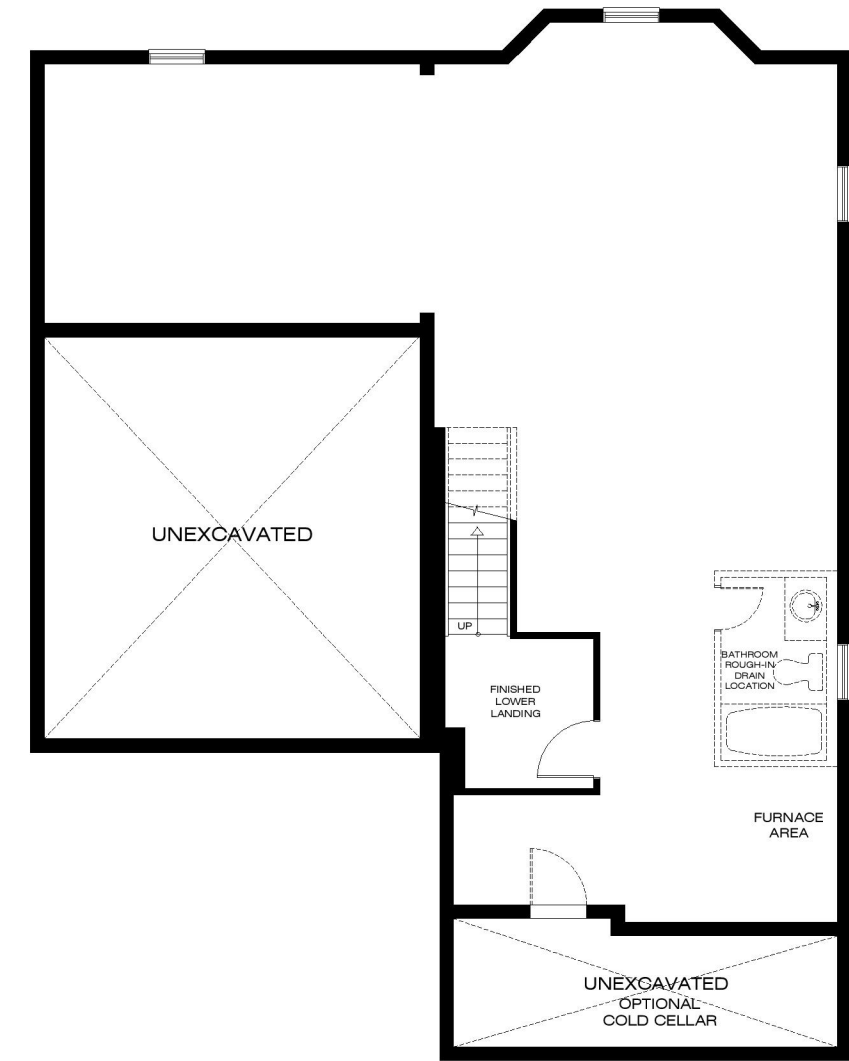 UNEXCAVATED
UP
FINISHED
LOWER
LANDING
BATHROOM
ROUGH-IN
DRAIN
LOCATION
FURNACE
AREA
UNEXCAVATED
OPTIONAL
COLD CELLAR